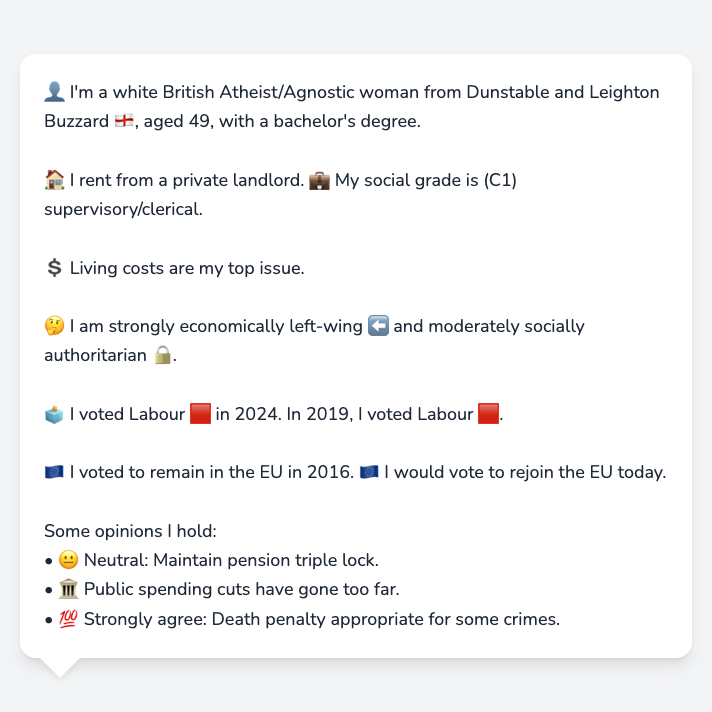 👤 I'm a white British Atheist/Agnostic woman from Dunstable and Leighton
Buzzard 🏴󠁧󠁢󠁥󠁮󠁧󠁿, aged 49, with a bachelor's degree.
🏠 I rent from a private landlord. 💼 My social grade is (C1)
supervisory/clerical.
💲 Living costs are my top issue.
🤔 I am strongly economically left-wing ⬅️ and moderately socially
authoritarian 🔒.
🗳️ I voted Labour 🟥 in 2024. In 2019, I voted Labour 🟥.
🇪🇺 I voted to remain in the EU in 2016. 🇪🇺 I would vote to rejoin the EU today.
Some opinions I hold:
• 😐 Neutral: Maintain pension triple lock.
• 🏛️ Public spending cuts have gone too far.
• 💯 Strongly agree: Death penalty appropriate for some crimes.